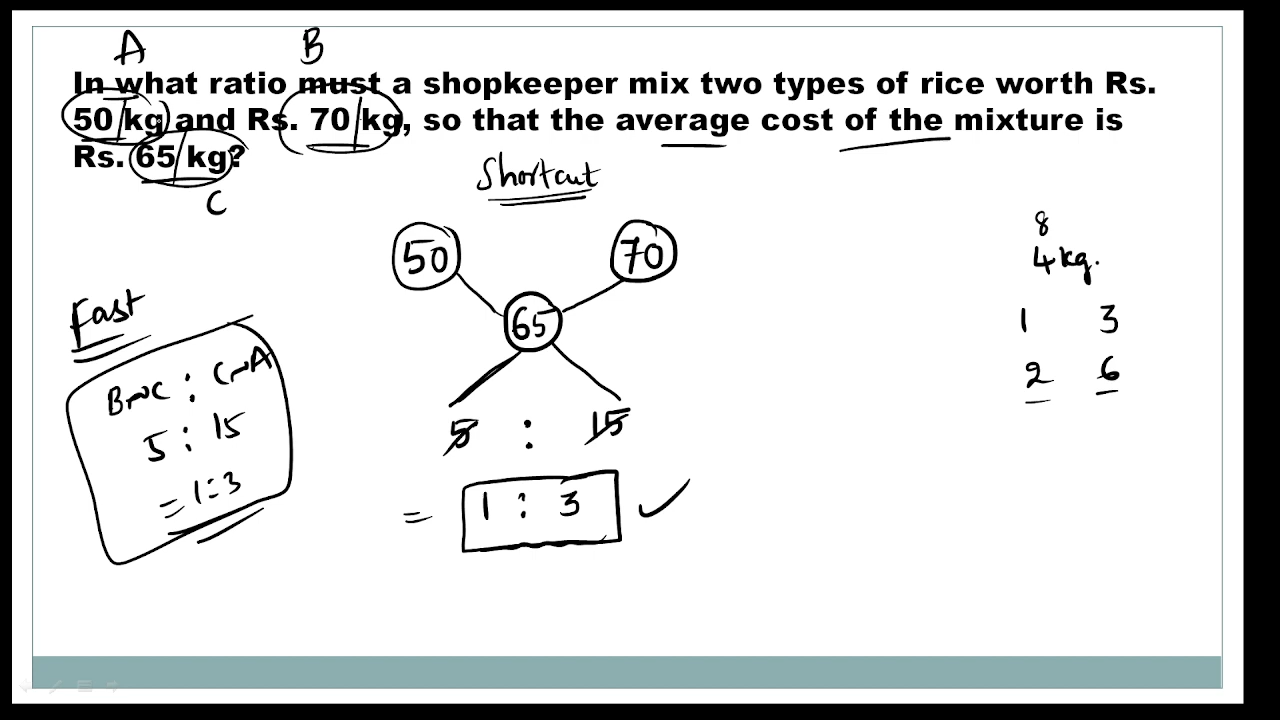 A B
In what ratio must a shopkeeper mix two types of rice worth Rs.
50/kg and Rs. 70/kg, so that the average cost of the mixture is
Rs. 65/kg?
C
Shortcut
50 70
65
5 : 15
= 1 : 3
Fast
B~C : C~A
5 : 15
= 1:3
8
4kg.
1 3
2 6